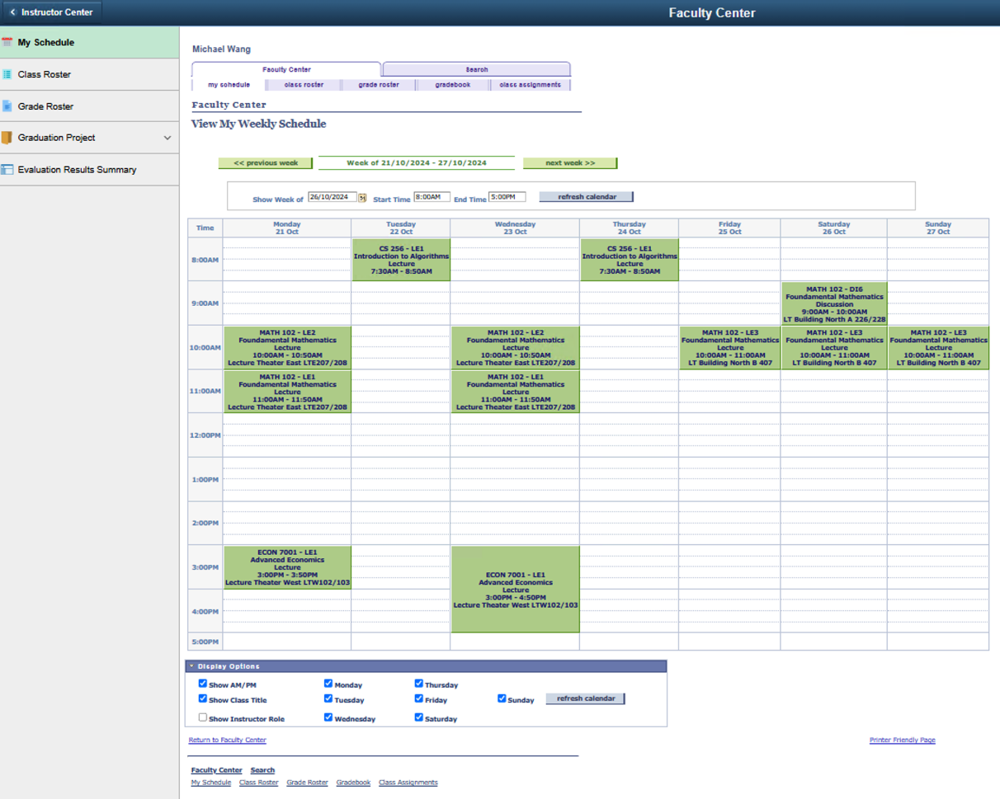 Instructor Center
Faculty Center
My Schedule
Class Roster
Grade Roster
Graduation Project
Evaluation Results Summary
Michael Wang
Faculty Center
Search
my schedule
class roster
grade roster
gradebook
class assignments
Faculty Center
View My Weekly Schedule
<< previous week
Week of 21/10/2024 - 27/10/2024
next week >>
Show Week of 26/10/2024 31 Start Time 8:00AM End Time 5:00PM refresh calendar
Time
Monday
21 Oct
Tuesday
22 Oct
Wednesday
23 Oct
Thursday
24 Oct
Friday
25 Oct
Saturday
26 Oct
Sunday
27 Oct
8:00AM
CS 256 - LE1
Introduction to Algorithms
Lecture
7:30AM - 8:50AM
CS 256 - LE1
Introduction to Algorithms
Lecture
7:30AM - 8:50AM
9:00AM
MATH 102 - DI6
Foundamental Mathematics
Discussion
9:00AM - 10:00AM
LT Building North A 226/228
10:00AM
MATH 102 - LE2
Foundamental Mathematics
Lecture
10:00AM - 10:50AM
Lecture Theater East LTE207/208
MATH 102 - LE2
Foundamental Mathematics
Lecture
10:00AM - 10:50AM
Lecture Theater East LTE207/208
MATH 102 - LE3
Foundamental Mathematics
Lecture
10:00AM - 11:00AM
LT Building North B 407
MATH 102 - LE3
Foundamental Mathematics
Lecture
10:00AM - 11:00AM
LT Building North B 407
MATH 102 - LE3
Foundamental Mathematics
Lecture
10:00AM - 11:00AM
LT Building North B 407
11:00AM
MATH 102 - LE1
Foundamental Mathematics
Lecture
11:00AM - 11:50AM
Lecture Theater East LTE207/208
MATH 102 - LE1
Foundamental Mathematics
Lecture
11:00AM - 11:50AM
Lecture Theater East LTE207/208
12:00PM
1:00PM
2:00PM
3:00PM
ECON 7001 - LE1
Advanced Economics
Lecture
3:00PM - 3:50PM
Lecture Theater West LTW102/103
ECON 7001 - LE1
Advanced Economics
Lecture
3:00PM - 4:50PM
Lecture Theater West LTW102/103
4:00PM
5:00PM
Display Options
Show AM/PM
Monday
Thursday
Show Class Title
Tuesday
Friday
Sunday
refresh calendar
Show Instructor Role
Wednesday
Saturday
Return to Faculty Center
Printer Friendly Page
Faculty Center Search
My Schedule Class Roster Grade Roster Gradebook Class Assignments